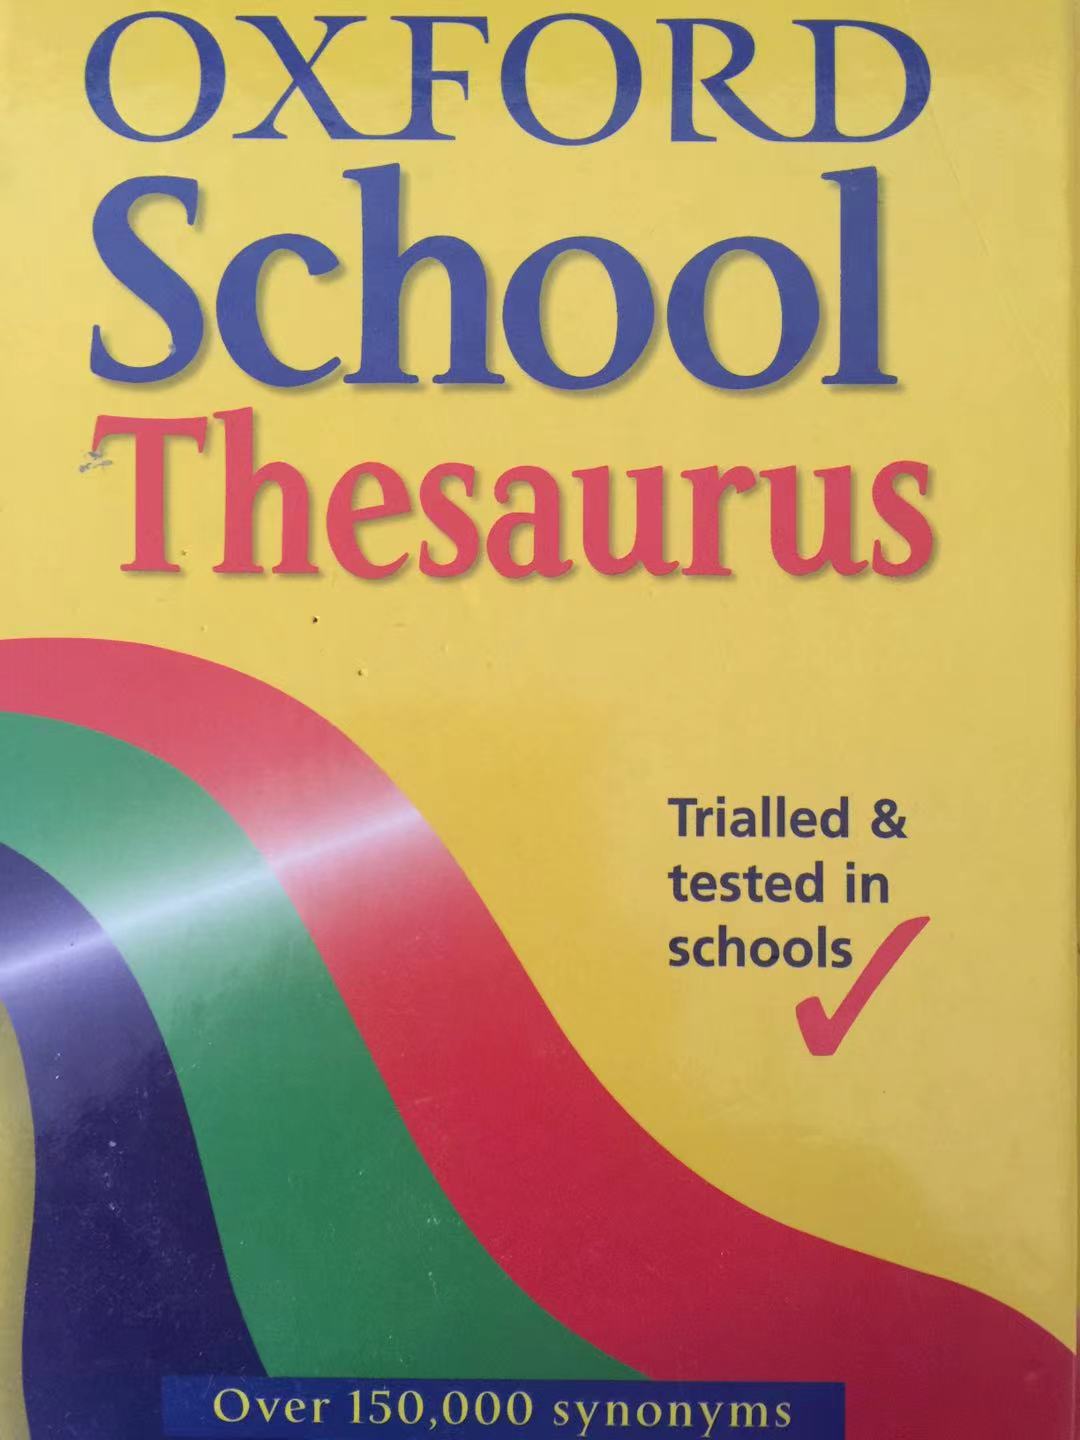 OXFORD
School
Thesaurus
Trialled &
tested in
schools
Over 150,000 synonyms